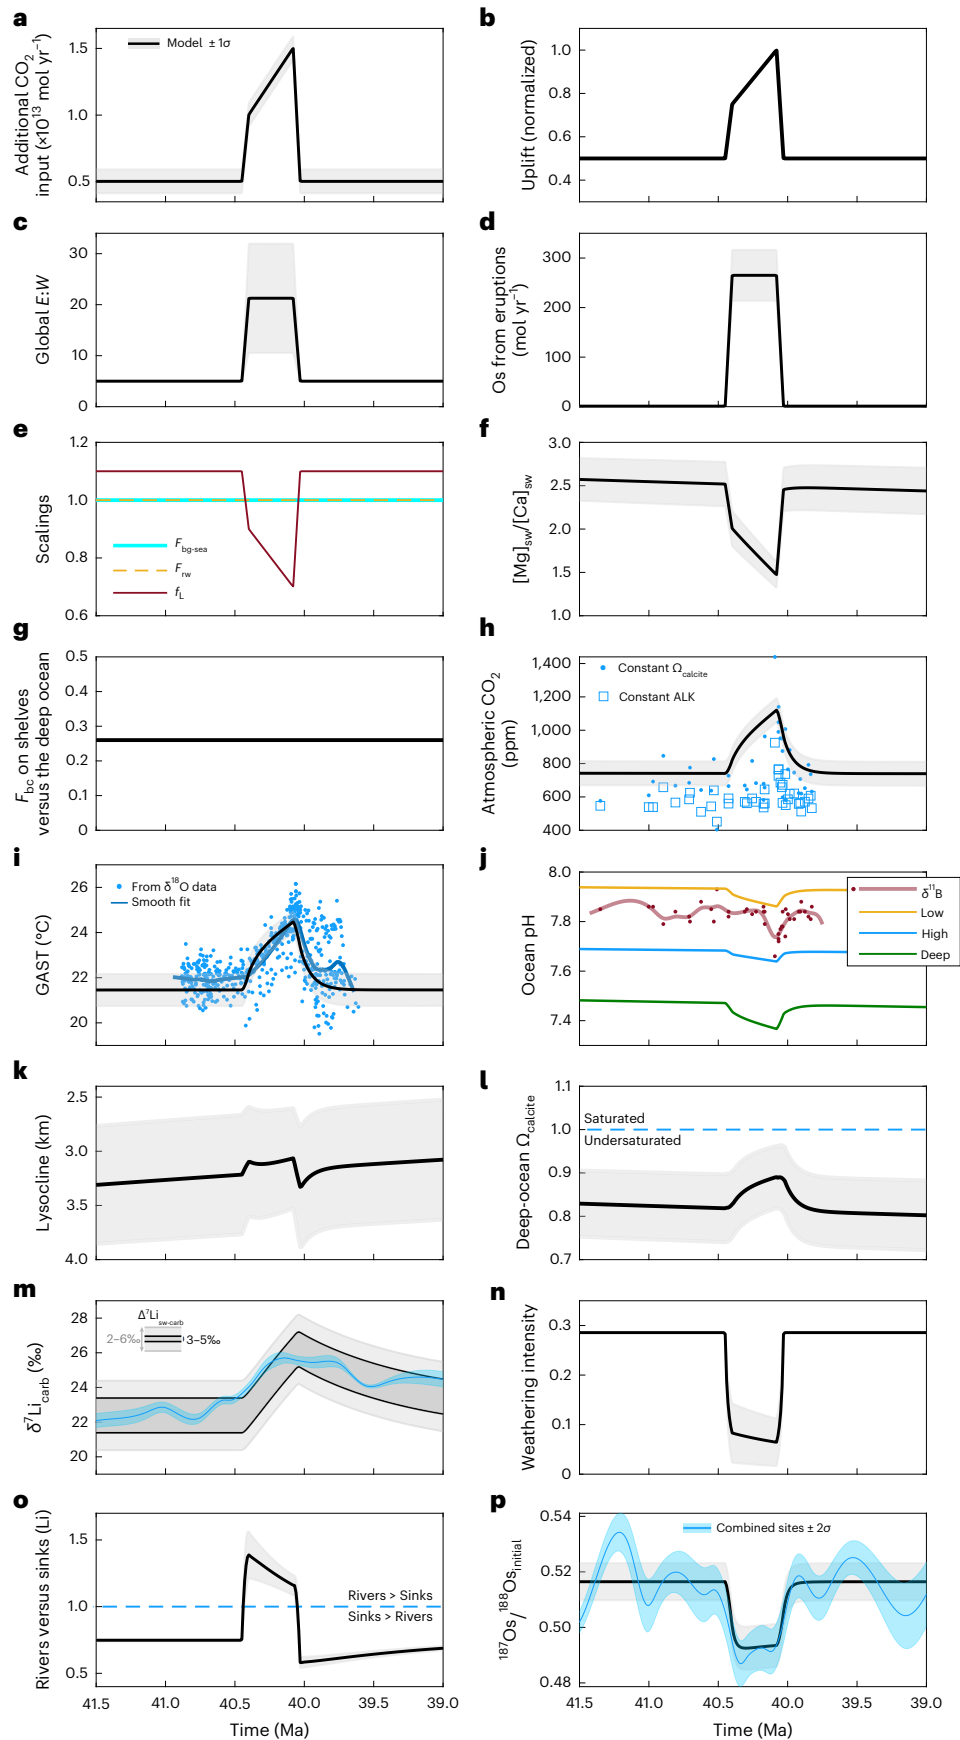 a
Additional CO2
input (×10^13 mol yr^−1)
1.5
1.0
0.5
Model ± 1σ
b
Uplift (normalized)
1.0
0.8
0.6
0.4
c
Global E:W
30
20
10
0
d
Os from eruptions
(mol yr^−1)
300
200
100
0
e
Scalings
1.2
1.0
0.8
0.6
Fbg-sea
Frw
fL
f
[Mg]sw/[Ca]sw
3.0
2.5
2.0
1.5
1.0
g
Fbc on shelves
versus the deep ocean
0.5
0.4
0.3
0.2
0.1
0
h
Atmospheric CO2
(ppm)
1,400
1,200
1,000
800
600
400
Constant Ωcalcite
Constant ALK
i
GAST (°C)
26
24
22
20
From δ18O data
Smooth fit
j
Ocean pH
8.0
7.8
7.6
7.4
δ11B
Low
High
Deep
k
Lysocline (km)
2.5
3.0
3.5
4.0
l
Deep-ocean Ωcalcite
1.1
1.0
0.9
0.8
0.7
Saturated
Undersaturated
m
δ7Licarb (‰)
28
26
24
22
20
Δ7Lisw-carb
2–6‰
3–5‰
n
Weathering intensity
0.3
0.2
0.1
0
o
Rivers versus sinks (Li)
1.5
1.0
0.5
Rivers > Sinks
Sinks > Rivers
41.5 41.0 40.5 40.0 39.5 39.0
Time (Ma)
p
187Os/188Osinitial
0.54
0.52
0.50
0.48
Combined sites ± 2σ
41.5 41.0 40.5 40.0 39.5 39.0
Time (Ma)